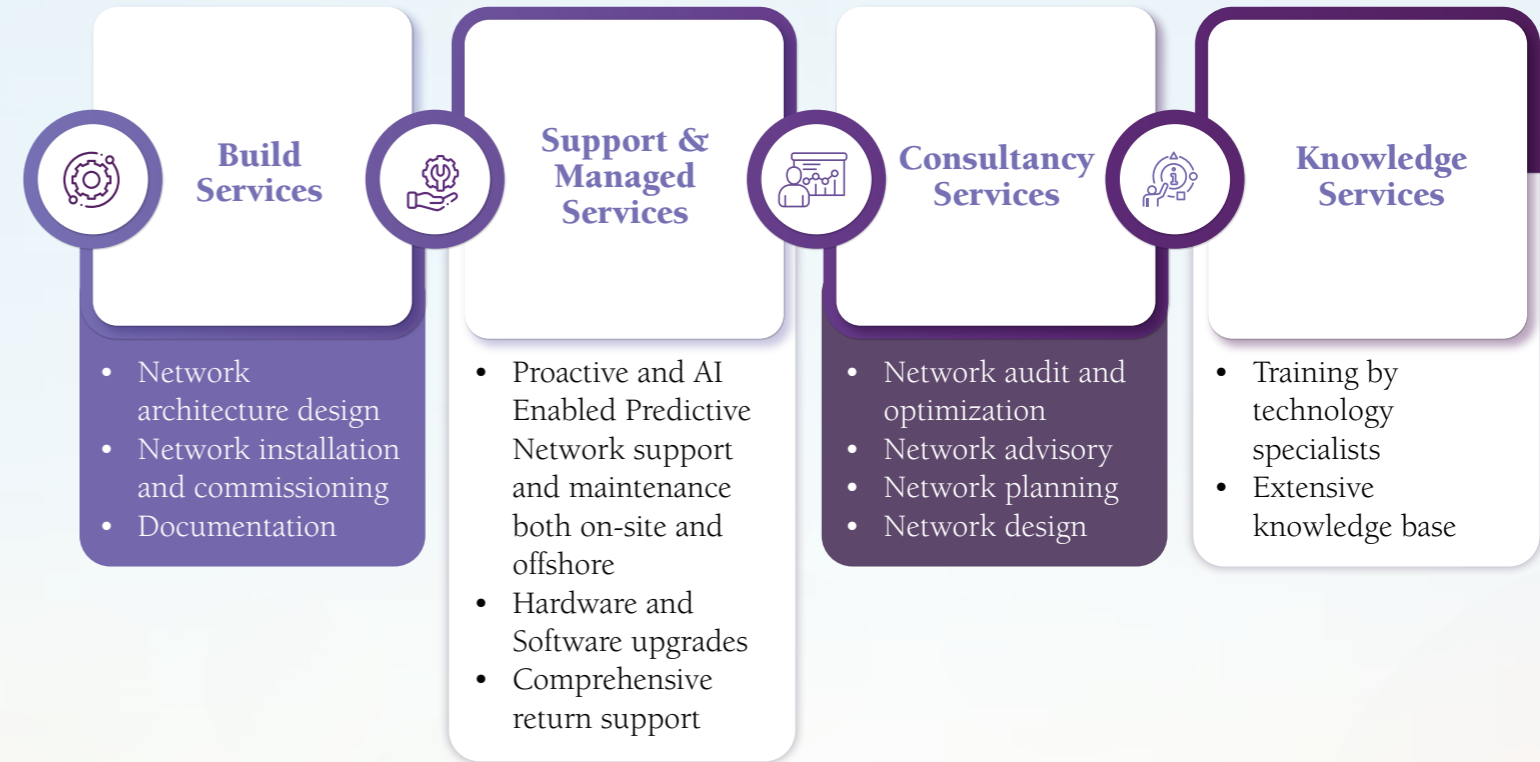 Build
Services
• Network
architecture design
• Network installation
and commissioning
• Documentation
Support &
Managed
Services
• Proactive and AI
Enabled Predictive
Network support
and maintenance
both on-site and
offshore
• Hardware and
Software upgrades
• Comprehensive
return support
Consultancy
Services
• Network audit and
optimization
• Network advisory
• Network planning
• Network design
Knowledge
Services
• Training by
technology
specialists
• Extensive
knowledge base